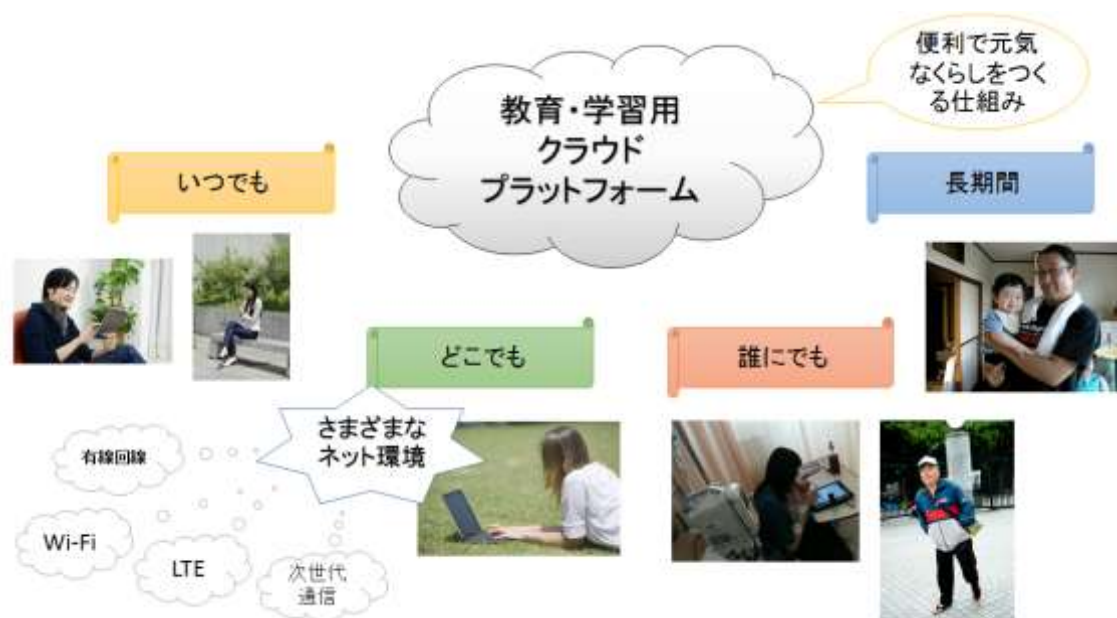 便利で元気
なくらしをつく
る仕組み
教育・学習用
クラウド
プラットフォーム
いつでも
長期間
どこでも
誰にでも
さまざまな
ネット環境
有線回線
Wi-Fi
LTE
次世代
通信